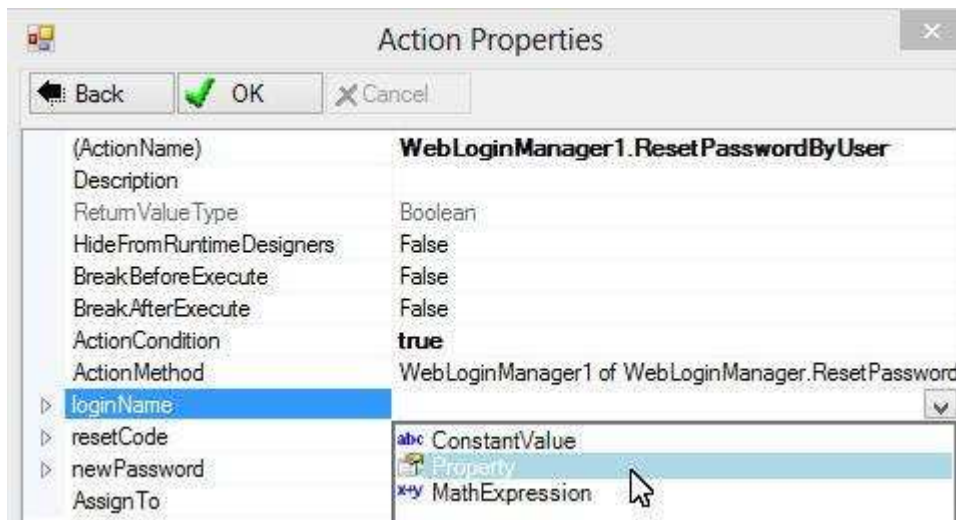 Action Properties
Back OK Cancel
(ActionName) WebLoginManager1.ResetPasswordByUser
Description
ReturnValueType Boolean
HideFromRuntimeDesigners False
BreakBeforeExecute False
BreakAfterExecute False
ActionCondition true
ActionMethod WebLoginManager1 of WebLoginManager.ResetPassword
loginName
resetCode abc ConstantValue
newPassword Property
x+y MathExpression
AssignTo